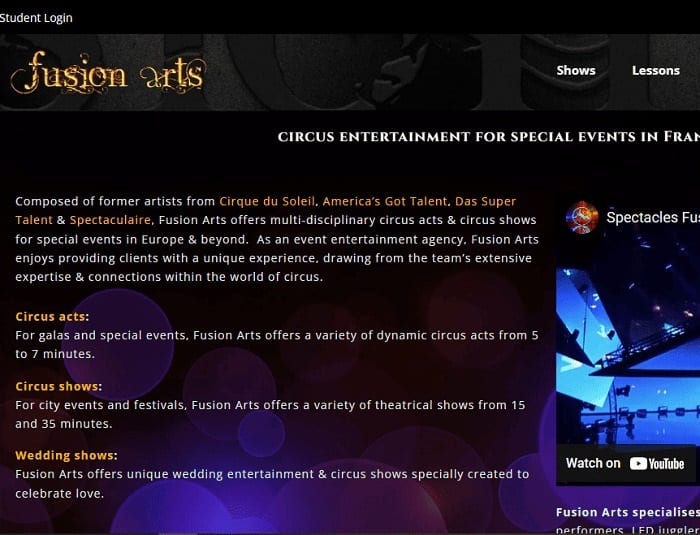 Student Login
fusion arts
Shows Lessons
CIRCUS ENTERTAINMENT FOR SPECIAL EVENTS IN
Composed of former artists from Cirque du Soleil, America's Got Talent, Das Super
Talent & Spectaculaire, Fusion Arts offers multi-disciplinary circus acts & circus shows
for special events in Europe & beyond. As an event entertainment agency, Fusion Arts
enjoys providing clients with a unique experience, drawing from the team's extensive
expertise & connections within the world of circus.
Circus acts:
For galas and special events, Fusion Arts offers a variety of dynamic circus acts from 5
to 7 minutes.
Circus shows:
For city events and festivals, Fusion Arts offers a variety of theatrical shows from 15
and 35 minutes.
Wedding shows:
Fusion Arts offers unique wedding entertainment & circus shows specially created to
celebrate love.
Spectacles
Watch on YouTube
Fusion Arts specialises
performers, LED